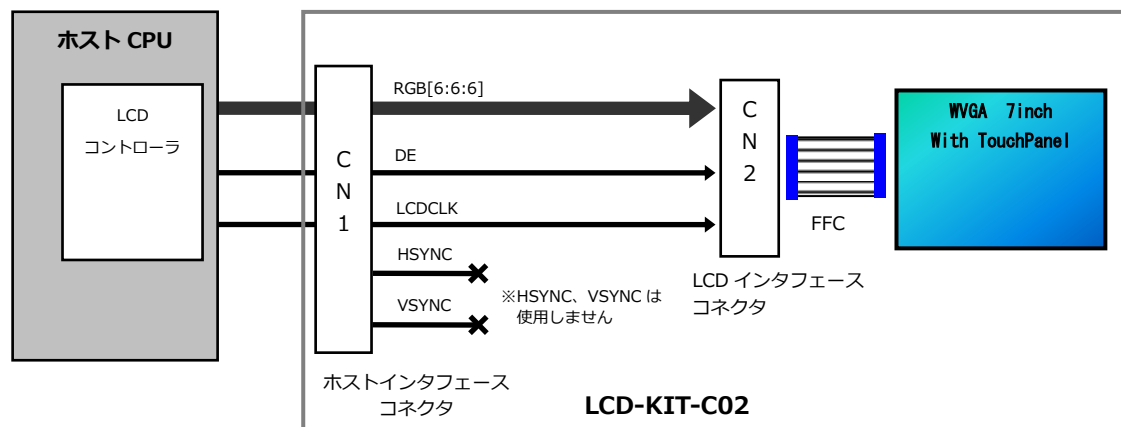 ホスト CPU
LCD
コントローラ
CN1
RGB[6:6:6]
DE
LCDCLK
HSYNC
VSYNC
※HSYNC、VSYNC は
使用しません
ホストインタフェース
コネクタ
CN2
LCD インタフェース
コネクタ
FFC
WVGA 7inch
With TouchPanel
LCD-KIT-C02